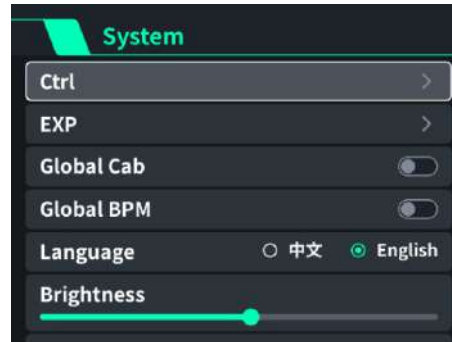 System
Ctrl
EXP
Global Cab
Global BPM
Language 中文 English
Brightness